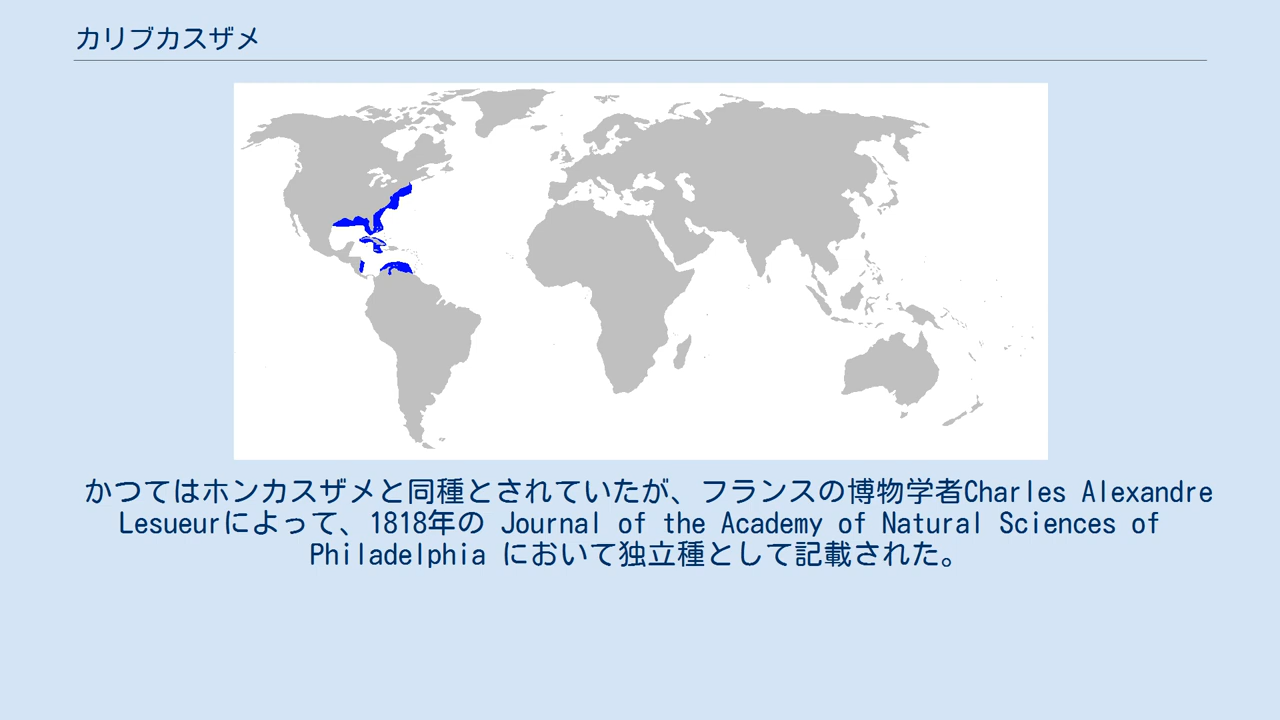 カリブカスザメ
かつてはホンカスザメと同種とされていたが、フランスの博物学者Charles Alexandre
Lesueurによって、1818年の Journal of the Academy of Natural Sciences of
Philadelphia において独立種として記載された。